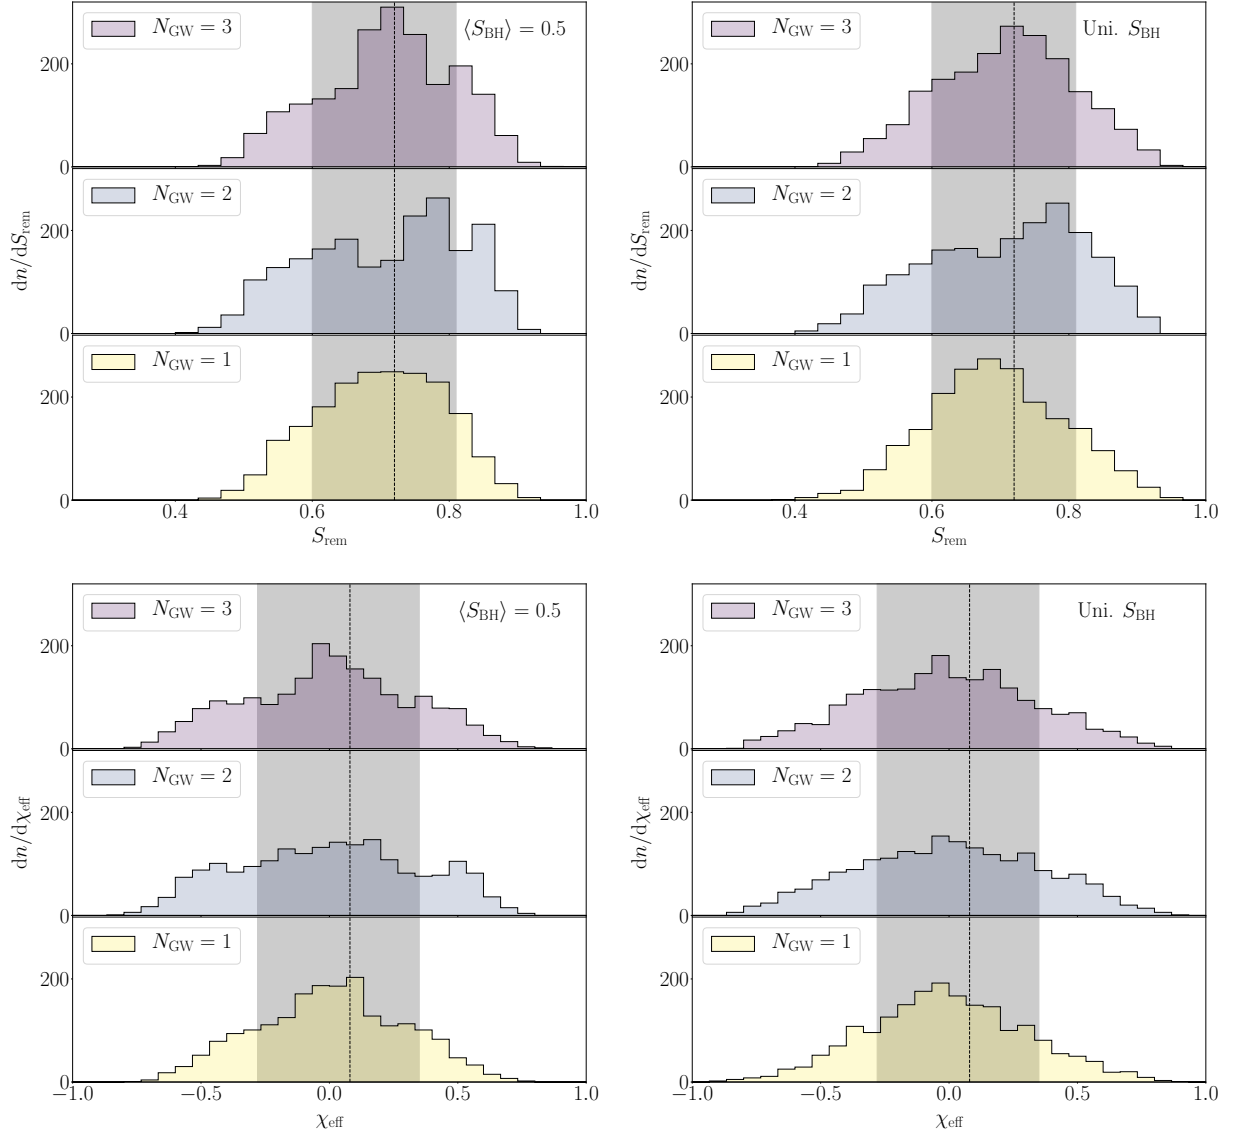 N_GW = 3
⟨S_BH⟩ = 0.5
200
0
N_GW = 2
200
0
dn/dS_rem
N_GW = 1
200
0
0.4 0.6 0.8 1.0
S_rem
N_GW = 3
Uni. S_BH
200
0
N_GW = 2
200
0
dn/dS_rem
N_GW = 1
200
0
0.4 0.6 0.8 1.0
S_rem
N_GW = 3
⟨S_BH⟩ = 0.5
200
0
N_GW = 2
200
0
dn/dχ_eff
N_GW = 1
200
0
−1.0 −0.5 0.0 0.5 1.0
χ_eff
N_GW = 3
Uni. S_BH
200
0
N_GW = 2
200
0
dn/dχ_eff
N_GW = 1
200
0
−1.0 −0.5 0.0 0.5 1.0
χ_eff